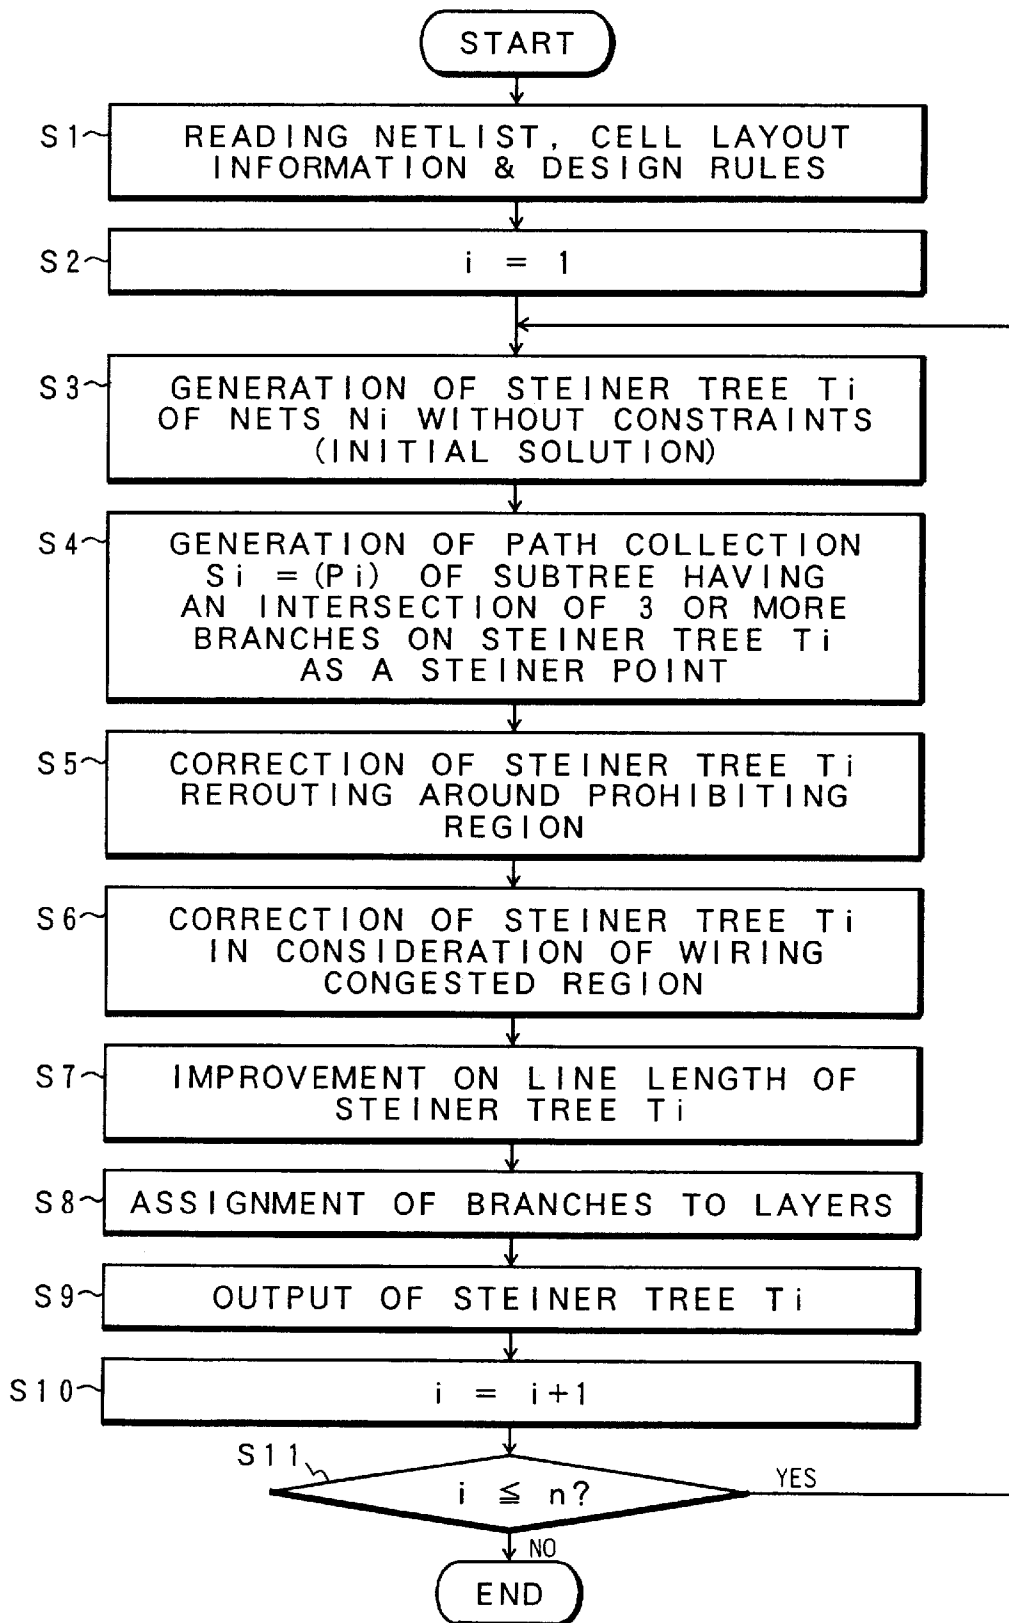 START
S1
READING NETLIST, CELL LAYOUT
INFORMATION & DESIGN RULES
S2
i = 1
S3
GENERATION OF STEINER TREE Ti
OF NETS Ni WITHOUT CONSTRAINTS
(INITIAL SOLUTION)
S4
GENERATION OF PATH COLLECTION
Si =(Pi) OF SUBTREE HAVING
AN INTERSECTION OF 3 OR MORE
BRANCHES ON STEINER TREE Ti
AS A STEINER POINT
S5
CORRECTION OF STEINER TREE Ti
REROUTING AROUND PROHIBITING
REGION
S6
CORRECTION OF STEINER TREE Ti
IN CONSIDERATION OF WIRING
CONGESTED REGION
S7
IMPROVEMENT ON LINE LENGTH OF
STEINER TREE Ti
S8
ASSIGNMENT OF BRANCHES TO LAYERS
S9
OUTPUT OF STEINER TREE Ti
S10
i = i+1
S11
i ≦ n?
YES
NO
END